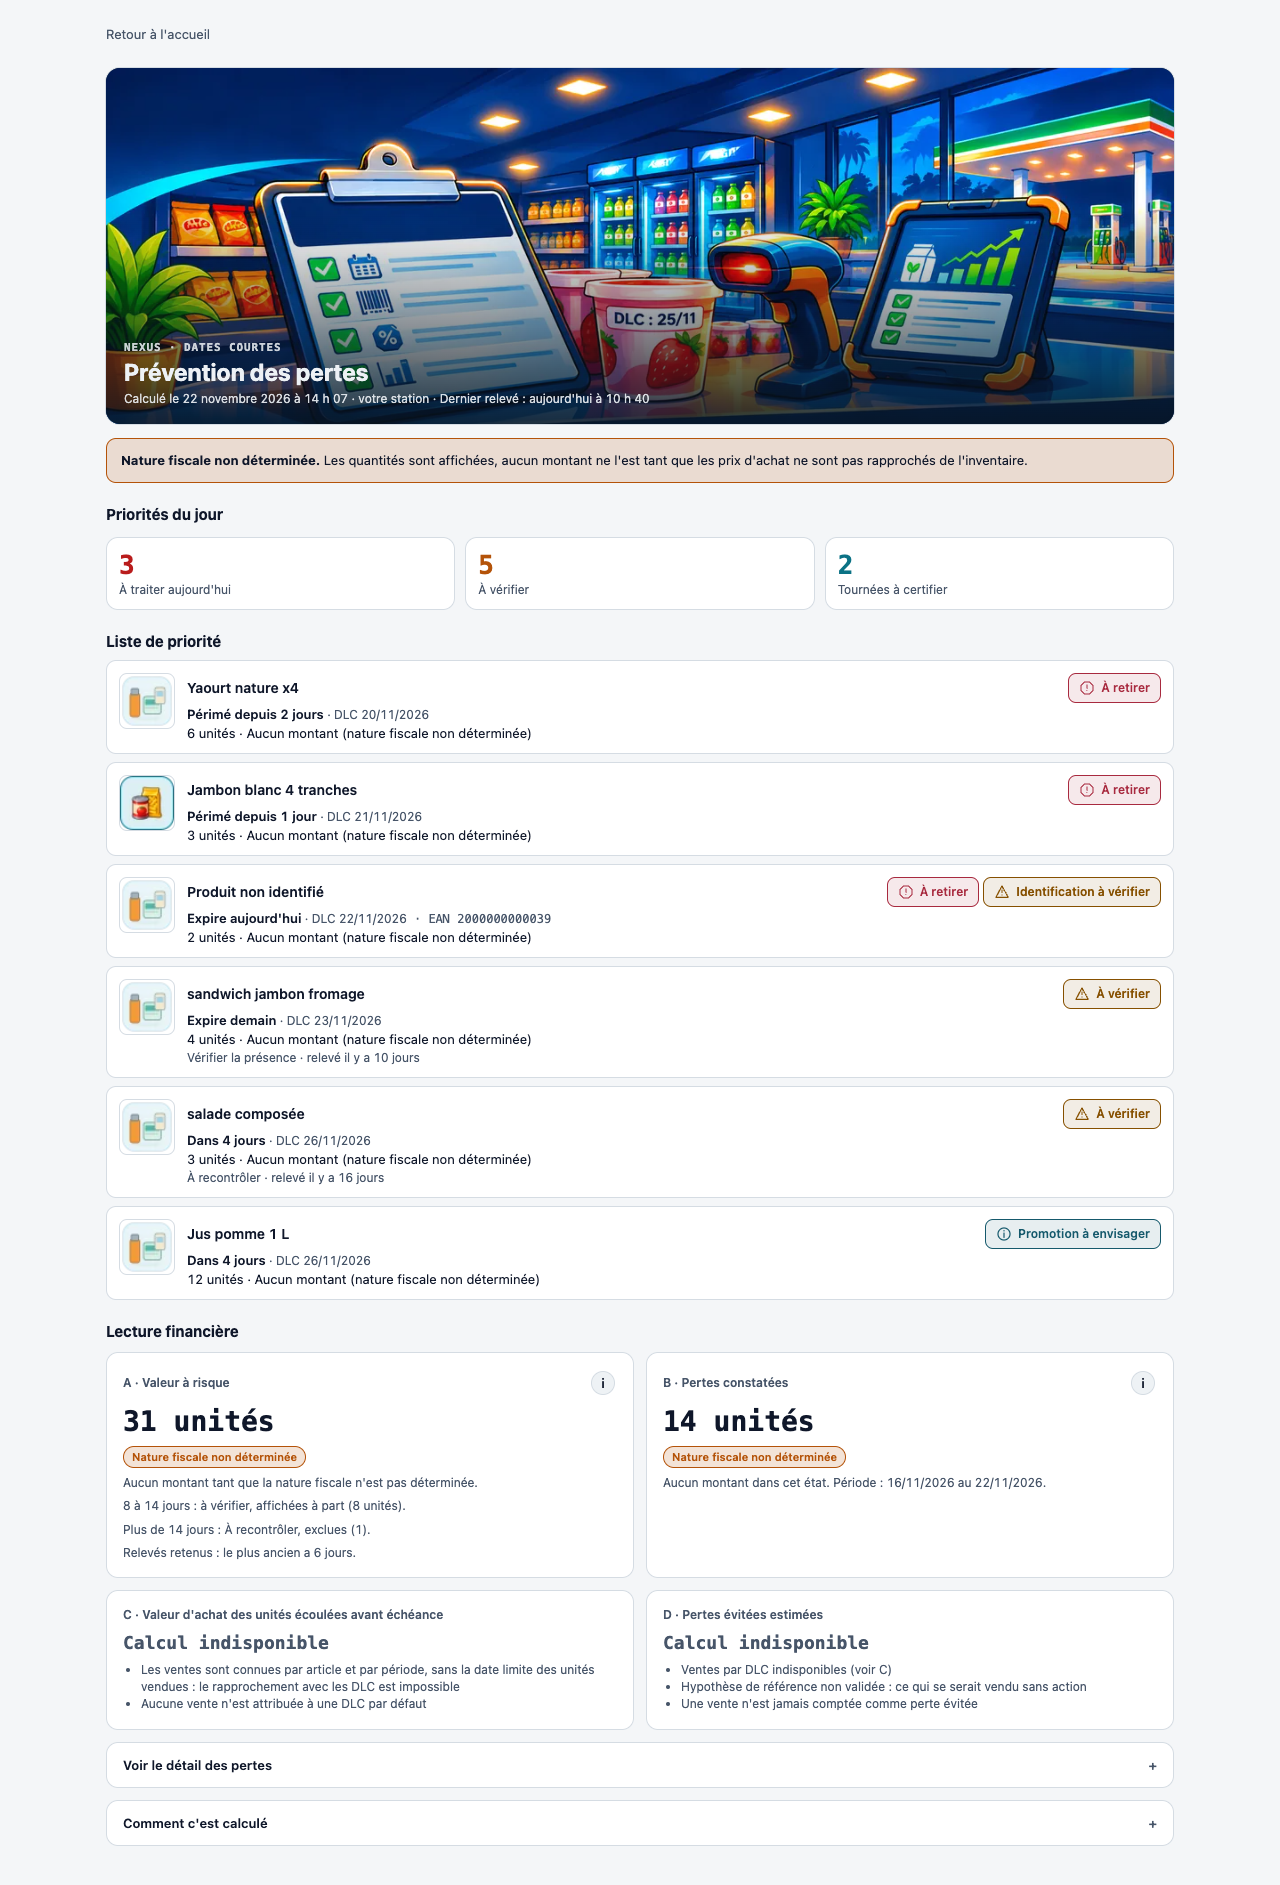 Retour à l'accueil
DLC : 25/11
NEXUS · DATES COURTES
Prévention des pertes
Calculé le 22 novembre 2026 à 14 h 07 · votre station · Dernier relevé : aujourd'hui à 10 h 40
Nature fiscale non déterminée. Les quantités sont affichées, aucun montant ne l'est tant que les prix d'achat ne sont pas rapprochés de l'inventaire.
Priorités du jour
3
À traiter aujourd'hui
5
À vérifier
2
Tournées à certifier
Liste de priorité
Yaourt nature x4
À retirer
Périmé depuis 2 jours · DLC 20/11/2026
6 unités · Aucun montant (nature fiscale non déterminée)
Jambon blanc 4 tranches
À retirer
Périmé depuis 1 jour · DLC 21/11/2026
3 unités · Aucun montant (nature fiscale non déterminée)
Produit non identifié
À retirer
Identification à vérifier
Expire aujourd'hui · DLC 22/11/2026 · EAN 2000000000039
2 unités · Aucun montant (nature fiscale non déterminée)
sandwich jambon fromage
À vérifier
Expire demain · DLC 23/11/2026
4 unités · Aucun montant (nature fiscale non déterminée)
Vérifier la présence · relevé il y a 10 jours
salade composée
À vérifier
Dans 4 jours · DLC 26/11/2026
3 unités · Aucun montant (nature fiscale non déterminée)
À recontrôler · relevé il y a 16 jours
Jus pomme 1 L
Promotion à envisager
Dans 4 jours · DLC 26/11/2026
12 unités · Aucun montant (nature fiscale non déterminée)
Lecture financière
A · Valeur à risque
i
31 unités
Nature fiscale non déterminée
Aucun montant tant que la nature fiscale n'est pas déterminée.
8 à 14 jours : à vérifier, affichées à part (8 unités).
Plus de 14 jours : À recontrôler, exclues (1).
Relevés retenus : le plus ancien a 6 jours.
B · Pertes constatées
i
14 unités
Nature fiscale non déterminée
Aucun montant dans cet état. Période : 16/11/2026 au 22/11/2026.
C · Valeur d'achat des unités écoulées avant échéance
Calcul indisponible
• Les ventes sont connues par article et par période, sans la date limite des unités
vendues : le rapprochement avec les DLC est impossible
• Aucune vente n'est attribuée à une DLC par défaut
D · Pertes évitées estimées
Calcul indisponible
• Ventes par DLC indisponibles (voir C)
• Hypothèse de référence non validée : ce qui se serait vendu sans action
• Une vente n'est jamais comptée comme perte évitée
Voir le détail des pertes
+
Comment c'est calculé
+